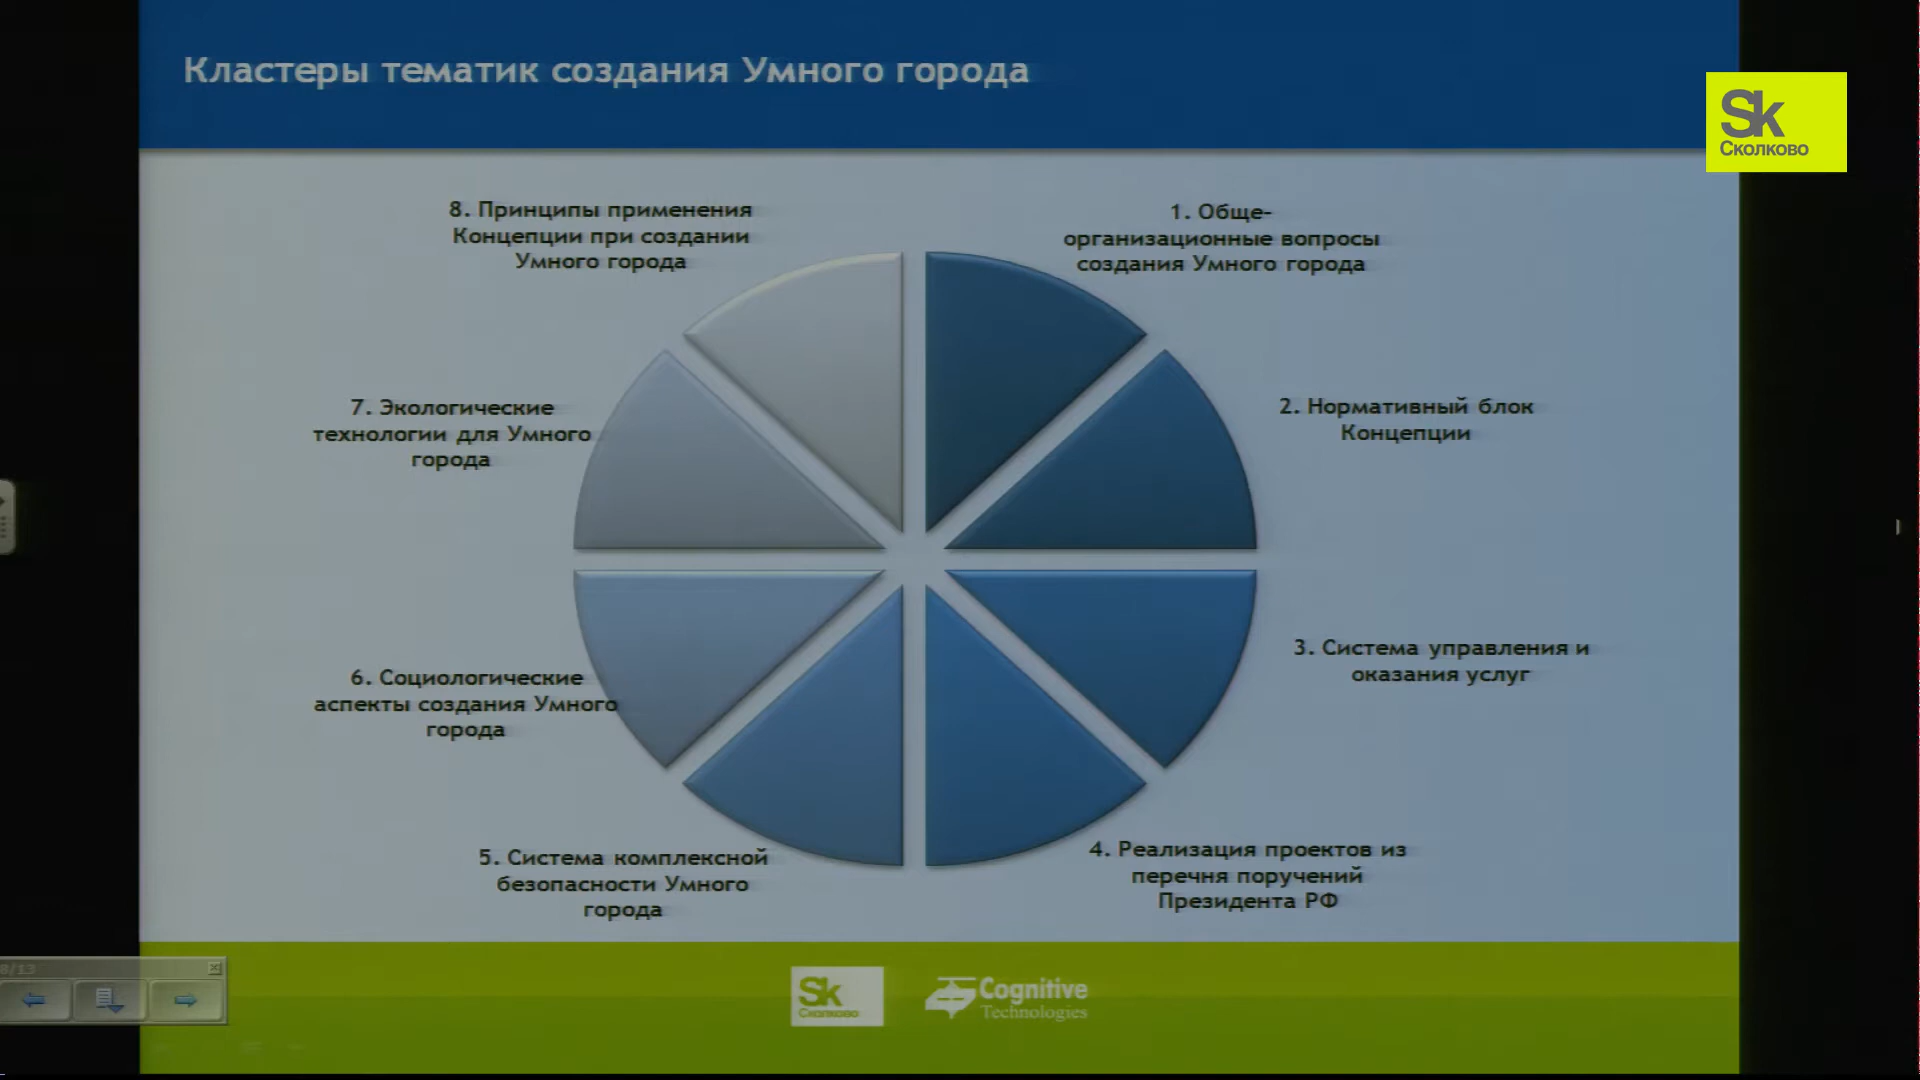 Кластеры тематик создания Умного города
Sk
Сколково
8. Принципы применения
Концепции при создании
Умного города
1. Обще-
организационные вопросы
создания Умного города
7. Экологические
технологии для Умного
города
2. Нормативный блок
Концепции
6. Социологические
аспекты создания Умного
города
3. Система управления и
оказания услуг
5. Система комплексной
безопасности Умного
города
4. Реализация проектов из
перечня поручений
Президента РФ
8/13
Sk
Сколково
Cognitive
Technologies